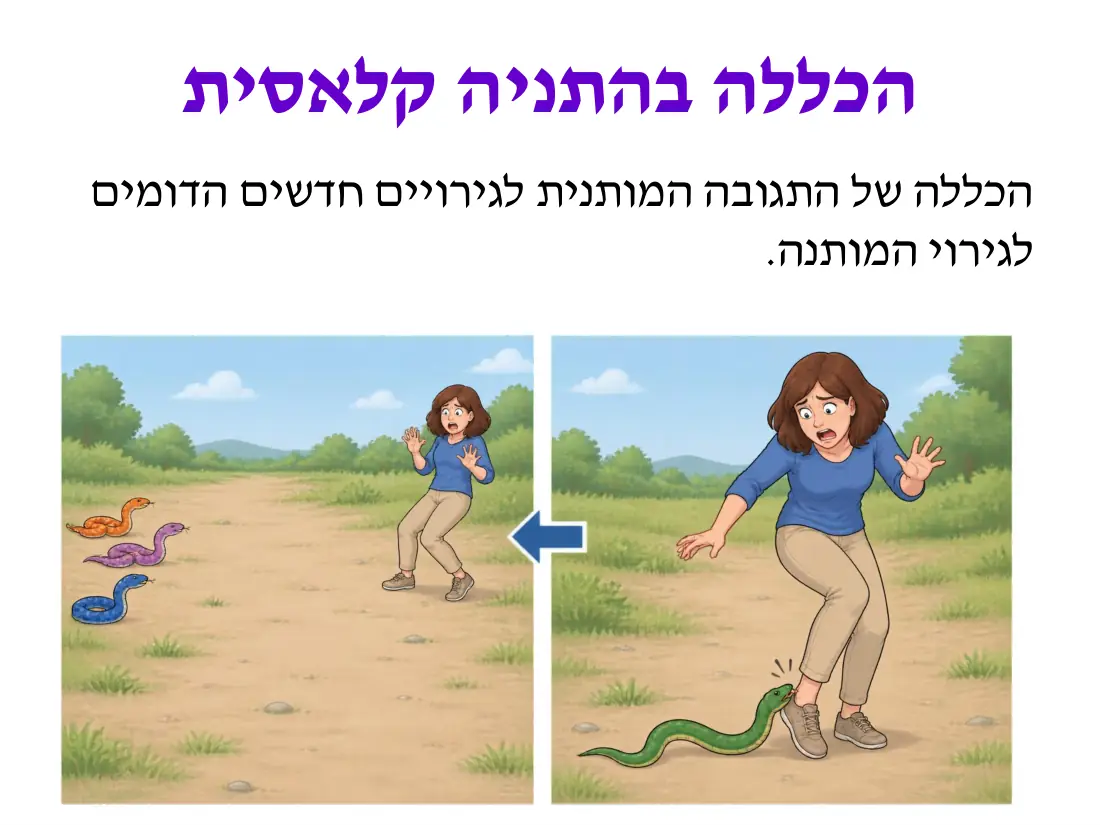 הכללה בהתניה קלאסית
הכללה של התגובה המותנית לגירויים חדשים הדומים
לגירוי המותנה.